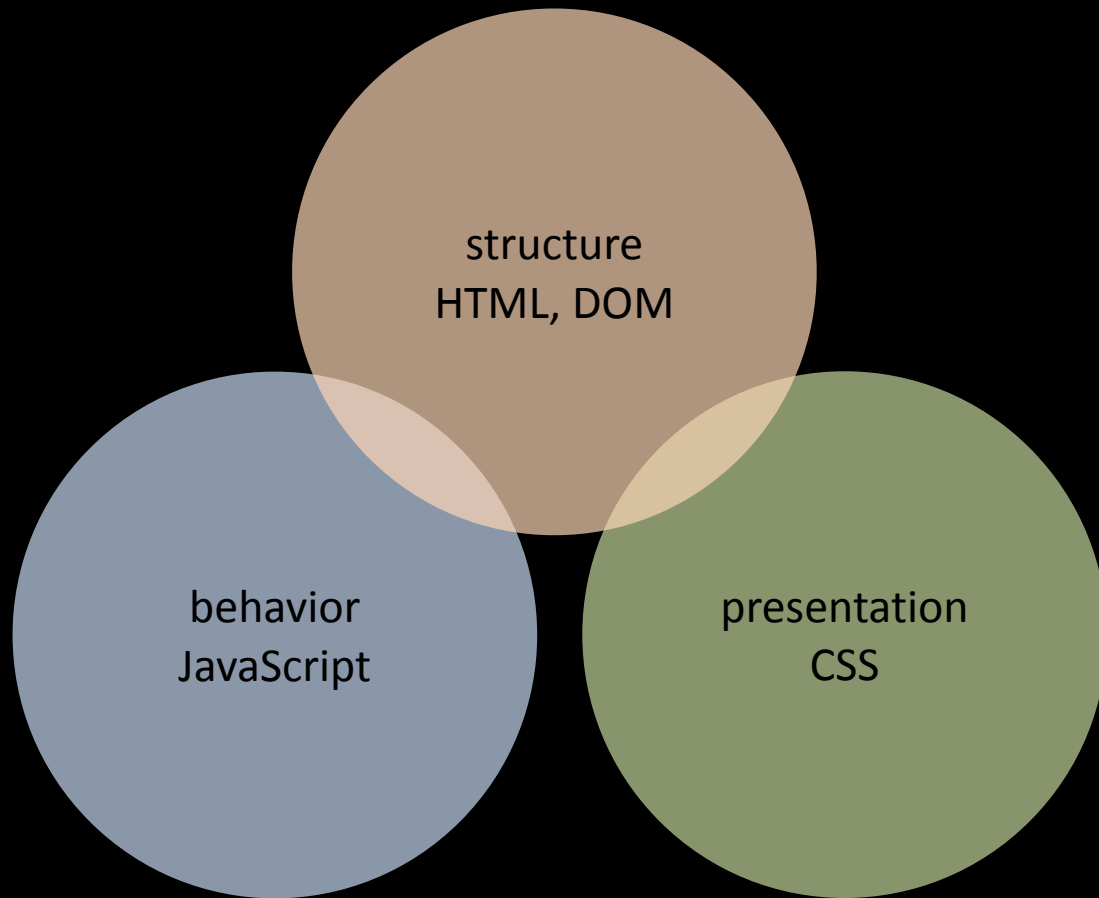 structure
HTML, DOM
behavior
JavaScript
presentation
CSS